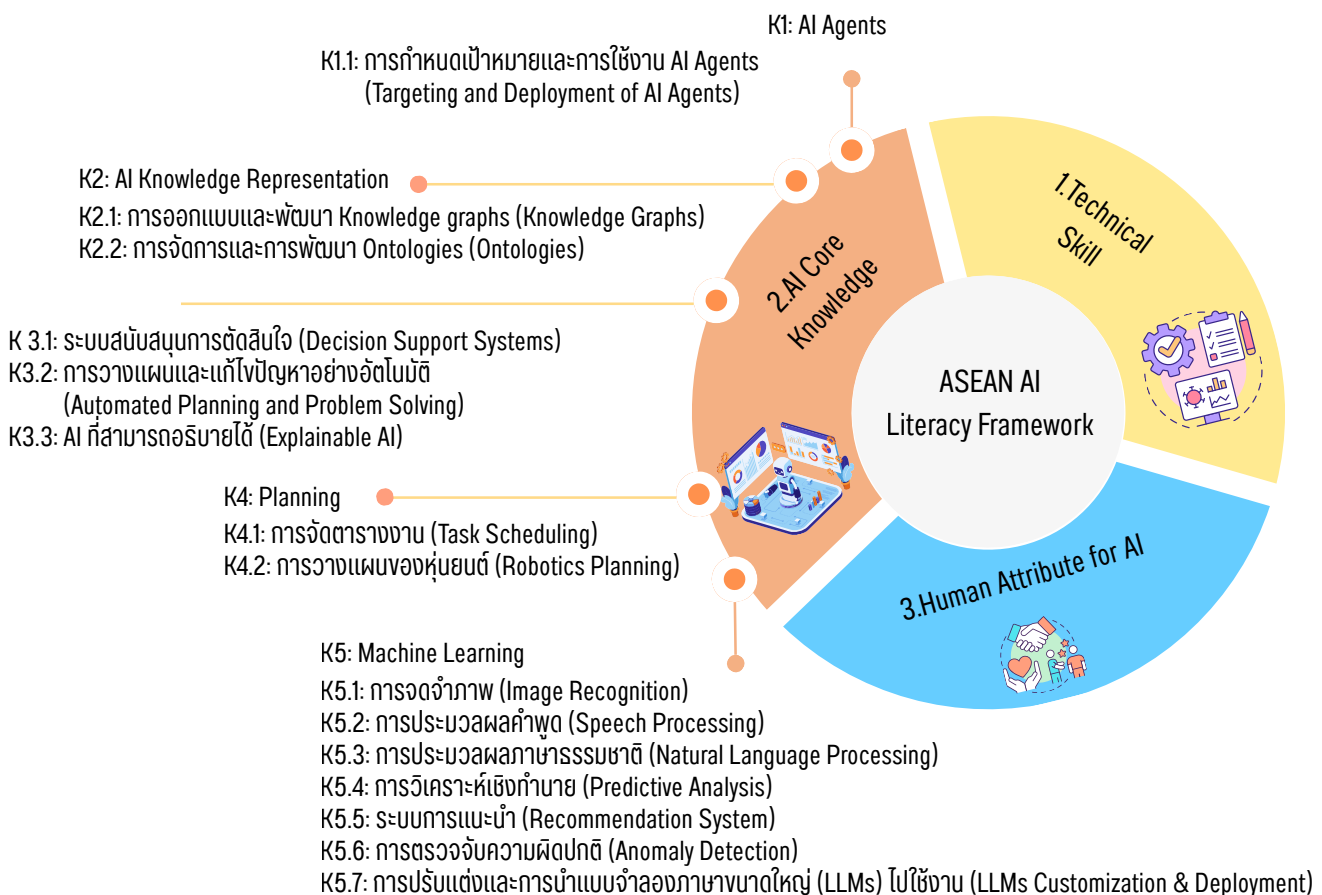 K1: AI Agents
K1.1: การกำหนดเป้าหมายและการใช้งาน AI Agents
(Targeting and Deployment of AI Agents)
K2: AI Knowledge Representation
K2.1: การออกแบบและพัฒนา Knowledge graphs (Knowledge Graphs)
K2.2: การจัดการและการพัฒนา Ontologies (Ontologies)
K 3.1: ระบบสนับสนุนการตัดสินใจ (Decision Support Systems)
K3.2: การวางแผนและแก้ไขปัญหาอย่างอัตโนมัติ
(Automated Planning and Problem Solving)
K3.3: AI ที่สามารถอธิบายได้ (Explainable AI)
K4: Planning
K4.1: การจัดตารางงาน (Task Scheduling)
K4.2: การวางแผนของหุ่นยนต์ (Robotics Planning)
K5: Machine Learning
K5.1: การจดจำภาพ (Image Recognition)
K5.2: การประมวลผลคำพูด (Speech Processing)
K5.3: การประมวลผลภาษาธรรมชาติ (Natural Language Processing)
K5.4: การวิเคราะห์เชิงทำนาย (Predictive Analysis)
K5.5: ระบบการแนะนำ (Recommendation System)
K5.6: การตรวจจับความผิดปกติ (Anomaly Detection)
K5.7: การปรับแต่งและการนำแบบจำลองภาษาขนาดใหญ่ (LLMs) ไปใช้งาน (LLMs Customization & Deployment)
1.Technical
Skill
2.AI Core
Knowledge
ASEAN AI
Literacy Framework
3.Human Attribute for AI